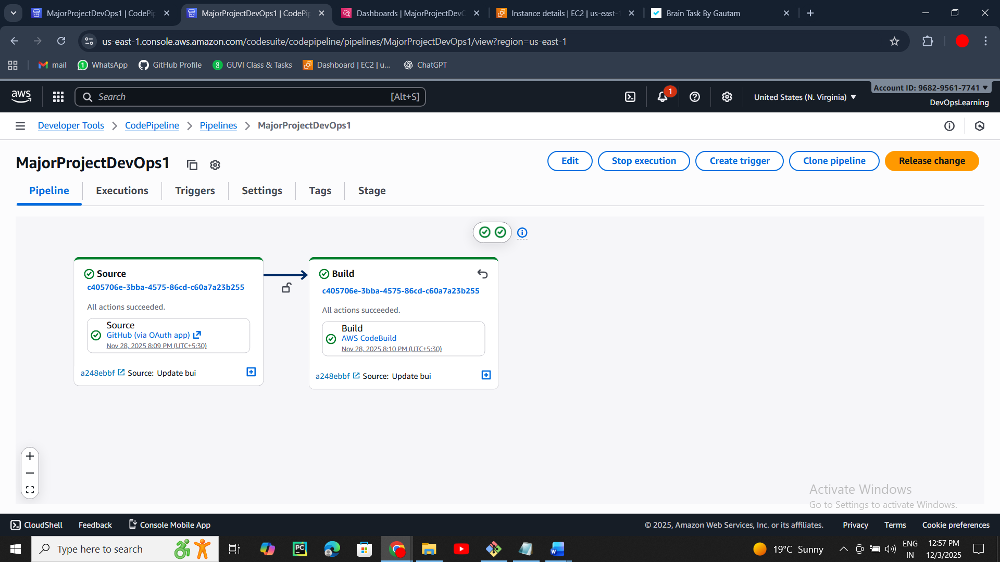 MajorProjectDevOps1 | CodePi
MajorProjectDevOps1 | CodePi
Dashboards | MajorProjectDevO
Instance details | EC2 | us-east-1
Brain Task By Gautam
us-east-1.console.aws.amazon.com/codesuite/codepipeline/pipelines/MajorProjectDevOps1/view?region=us-east-1
mail
WhatsApp
GitHub Profile
GUVI Class & Tasks
Dashboard | EC2 | u...
ChatGPT
aws
Search
[Alt+S]
1
United States (N. Virginia)
Account ID: 9682-9561-7741
DevOpsLearning
Developer Tools
CodePipeline
Pipelines
MajorProjectDevOps1
MajorProjectDevOps1
Edit
Stop execution
Create trigger
Clone pipeline
Release change
Pipeline
Executions
Triggers
Settings
Tags
Stage
Source
c405706e-3bba-4575-86cd-c60a7a23b255
All actions succeeded.
Source
GitHub (via OAuth app)
Nov 28, 2025 8:09 PM (UTC+5:30)
a248ebbf Source: Update bui
Build
c405706e-3bba-4575-86cd-c60a7a23b255
All actions succeeded.
Build
AWS CodeBuild
Nov 28, 2025 8:10 PM (UTC+5:30)
a248ebbf Source: Update bui
Activate Windows
Go to Settings to activate Windows.
CloudShell
Feedback
Console Mobile App
© 2025, Amazon Web Services, Inc. or its affiliates.
Privacy
Terms
Cookie preferences
Type here to search
PC
19°C Sunny
ENG
IN
12:57 PM
12/3/2025